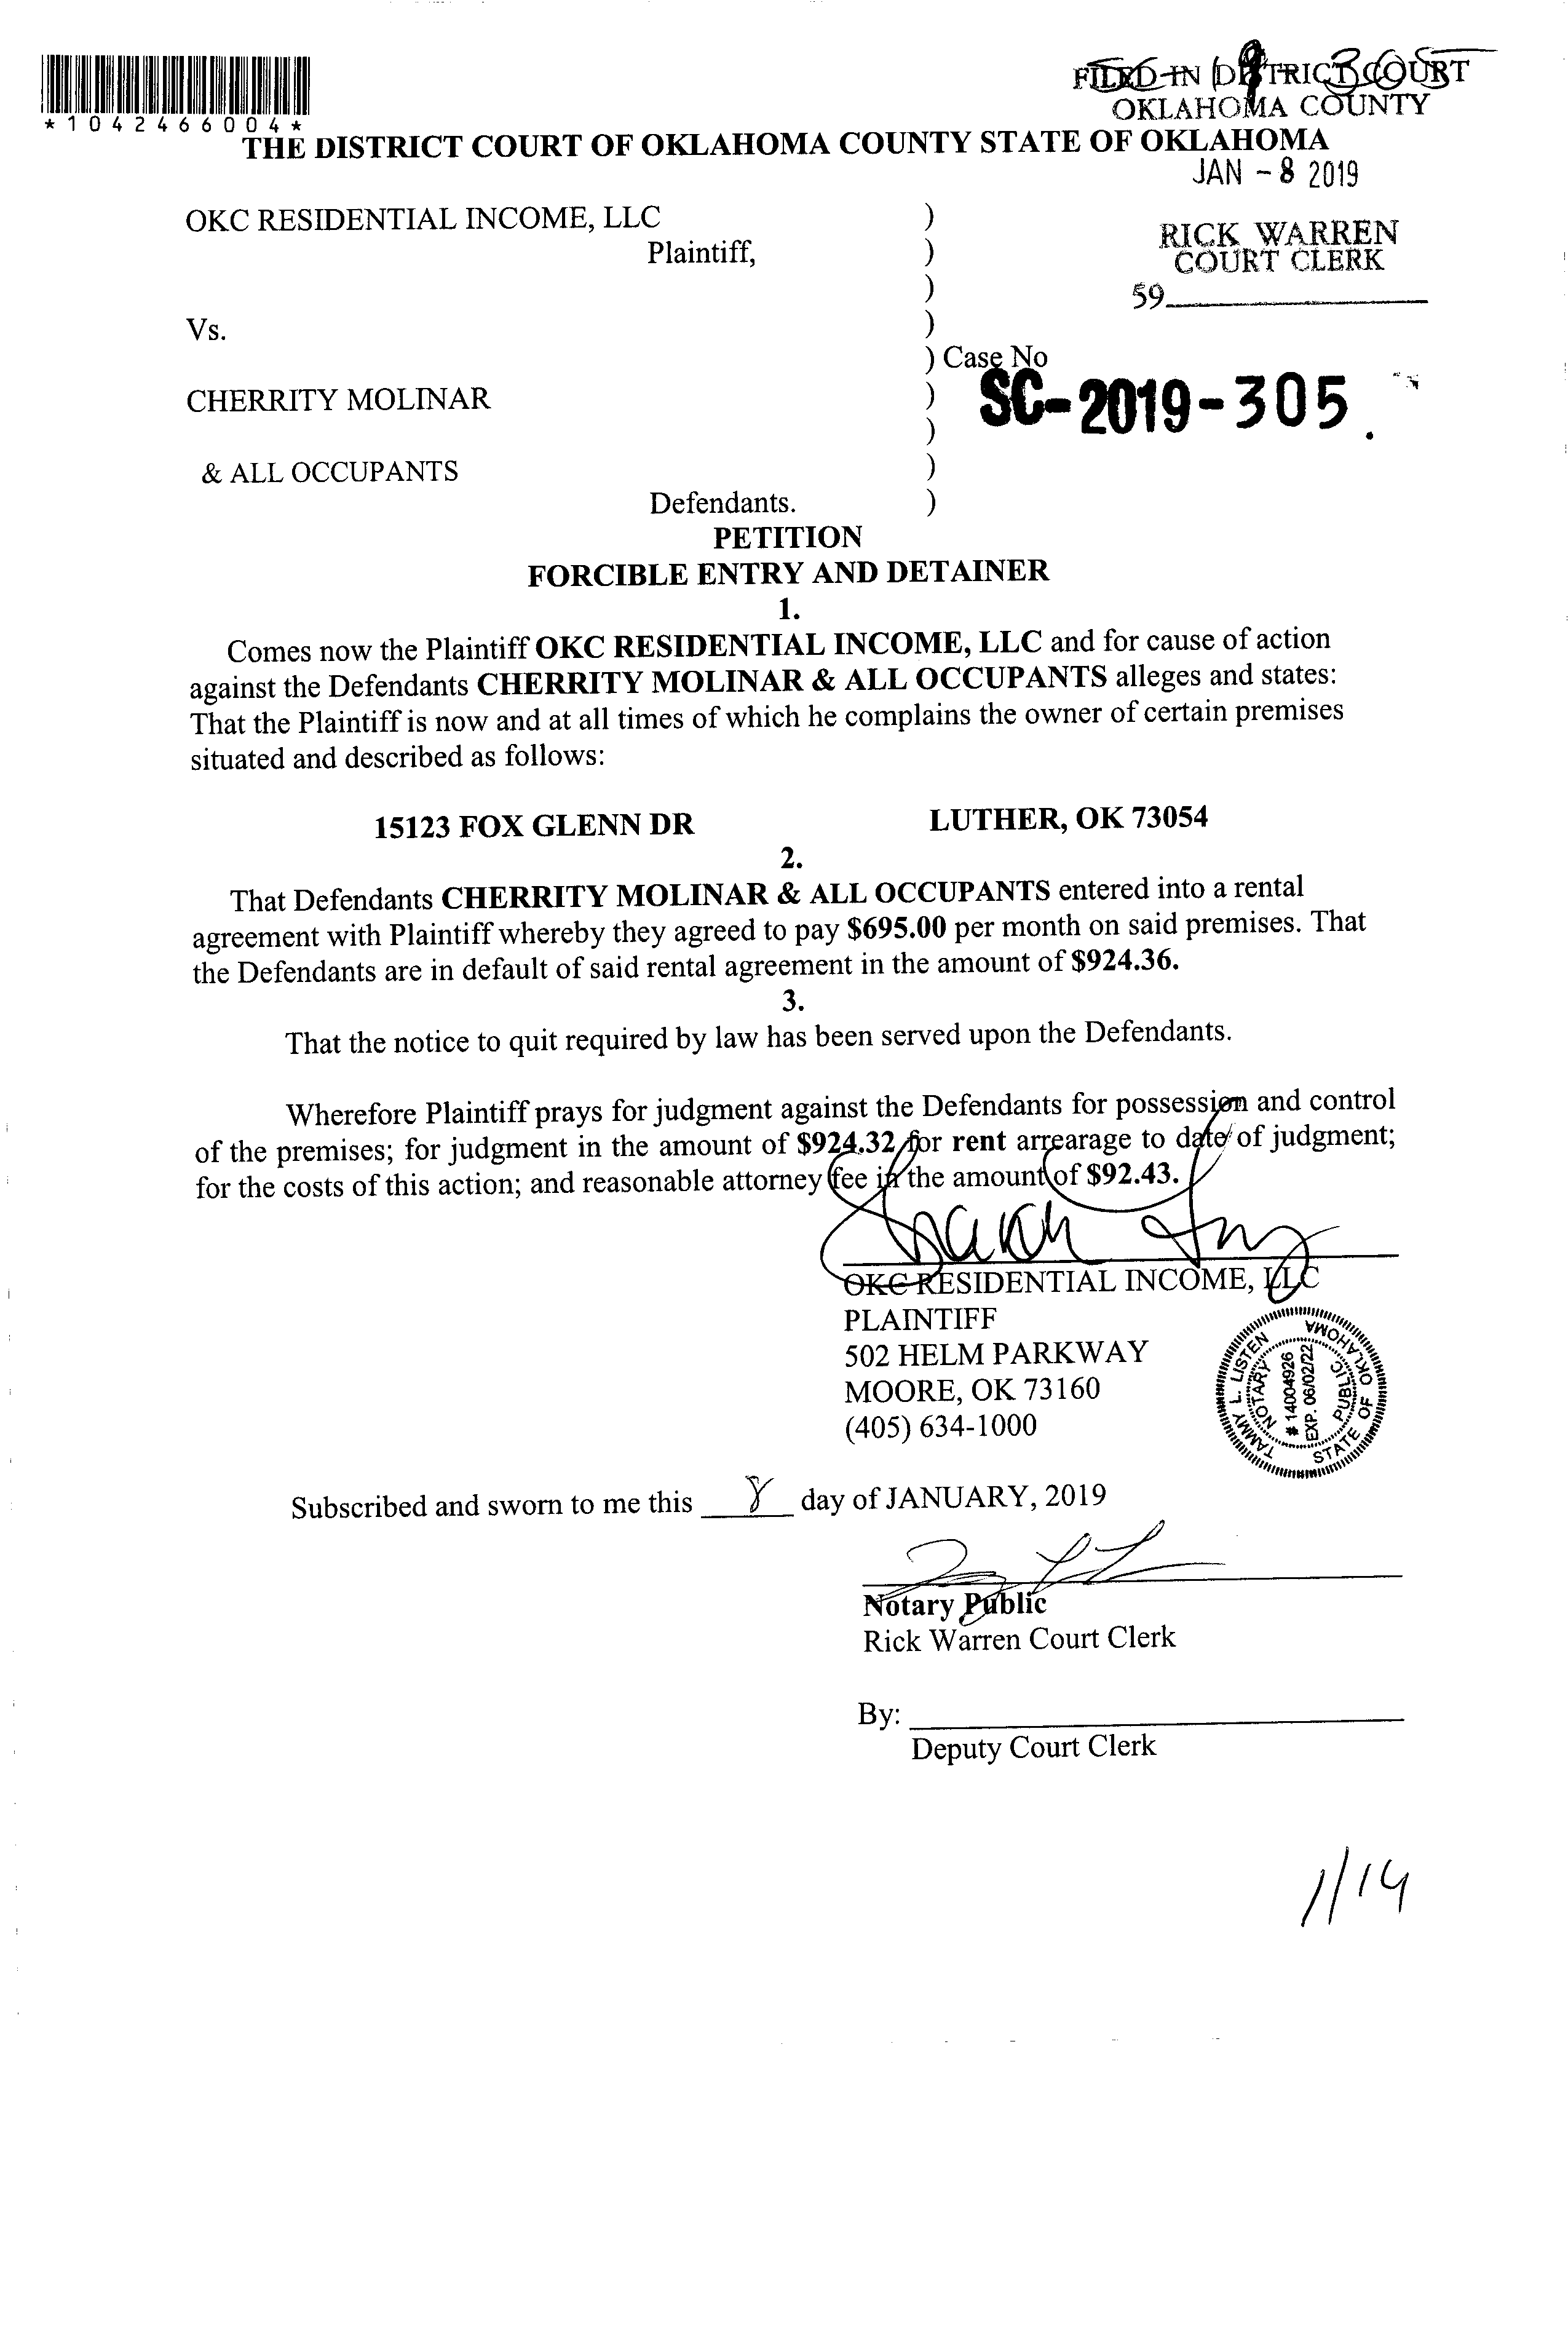 *1042466004*
FILED IN DISTRICT COURT
OKLAHOMA COUNTY
THE DISTRICT COURT OF OKLAHOMA COUNTY STATE OF OKLAHOMA
JAN - 8 2019
OKC RESIDENTIAL INCOME, LLC )
Plaintiff, )
RICK WARREN
COURT CLERK
)
59
Vs. )
) Case No
CHERRITY MOLINAR )
SC-2019-305
)
& ALL OCCUPANTS )
Defendants. )
PETITION
FORCIBLE ENTRY AND DETAINER
1.
Comes now the Plaintiff OKC RESIDENTIAL INCOME, LLC and for cause of action
against the Defendants CHERRITY MOLINAR & ALL OCCUPANTS alleges and states:
That the Plaintiff is now and at all times of which he complains the owner of certain premises
situated and described as follows:
15123 FOX GLENN DR LUTHER, OK 73054
2.
That Defendants CHERRITY MOLINAR & ALL OCCUPANTS entered into a rental
agreement with Plaintiff whereby they agreed to pay $695.00 per month on said premises. That
the Defendants are in default of said rental agreement in the amount of $924.36.
3.
That the notice to quit required by law has been served upon the Defendants.
Wherefore Plaintiff prays for judgment against the Defendants for possession and control
of the premises; for judgment in the amount of $924.32 for rent arrearage to date of judgment;
for the costs of this action; and reasonable attorney fee in the amount of $92.43.
OKC RESIDENTIAL INCOME, LLC
PLAINTIFF
502 HELM PARKWAY
MOORE, OK 73160
(405) 634-1000
TAMMY L. LISTEN
NOTARY PUBLIC
# 14004926
EXP. 06/02/22
STATE OF OKLAHOMA
Subscribed and sworn to me this 8 day of JANUARY, 2019
Notary Public
Rick Warren Court Clerk
By:
Deputy Court Clerk
1/14